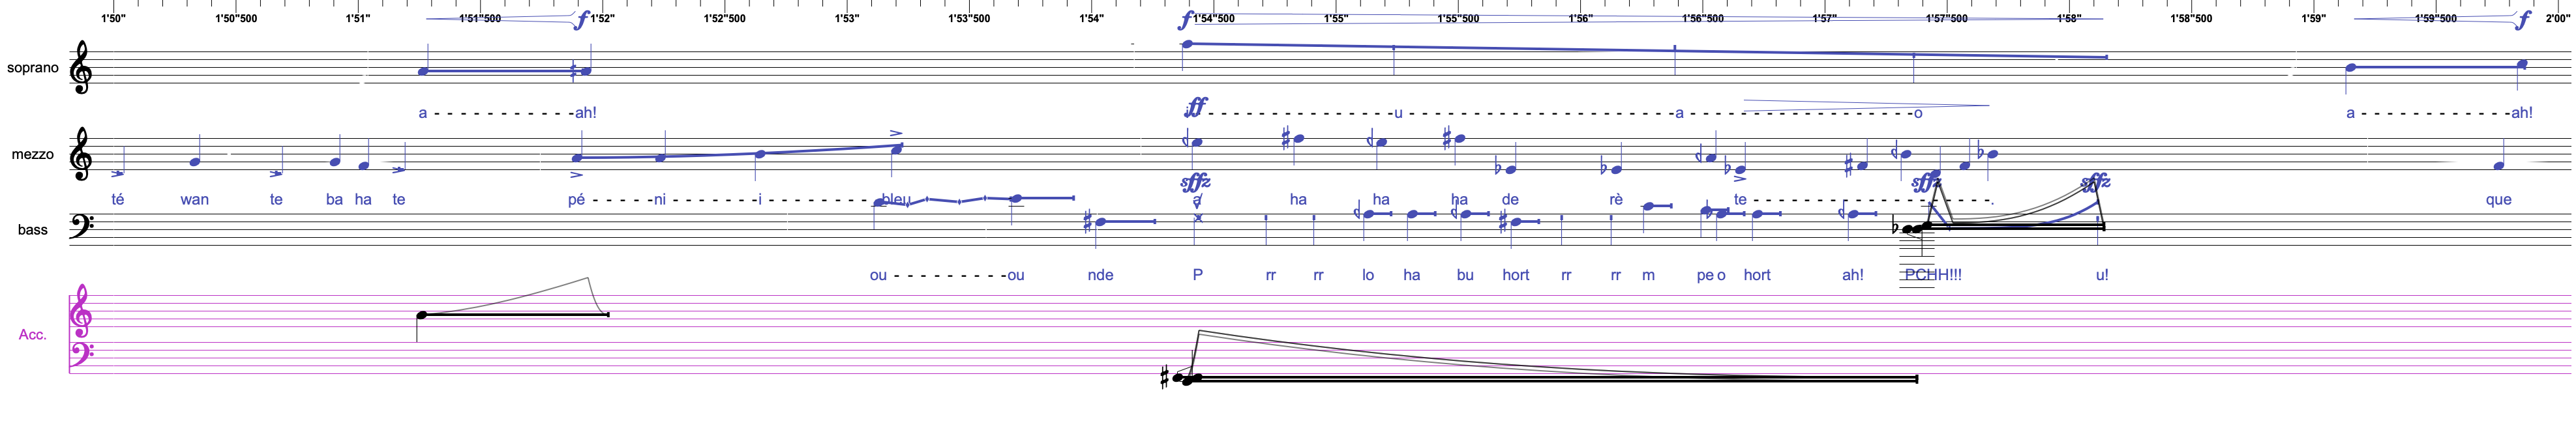 1'50" 1'50"500 1'51" 1'51"500 1'52" 1'52"500 1'53" 1'53"500 1'54" 1'54"500 1'55" 1'55"500 1'56" 1'56"500 1'57" 1'57"500 1'58" 1'58"500 1'59" 1'59"500 2'00"
f f f
soprano
a - - - - - - - - - - -ah! - - - - - - - - - - - - - -u- - - - - - - - - - - - - - - - - - - - -a- - - - - - - - - - - - - - - - - -o a - - - - - - - - - - -ah!
ff
mezzo
sffz sffz sffz
té wan te ba ha te pé - - - - -ni - - - - - - -i- - - - - - - - -bleu a ha ha ha de rè te- - - - - - - - - - - - - - - - - -. que
bass
ou - - - - - - - - -ou nde P rr rr lo ha bu hort rr rr m pe o hort ah! PCHH!!! u!
Acc.